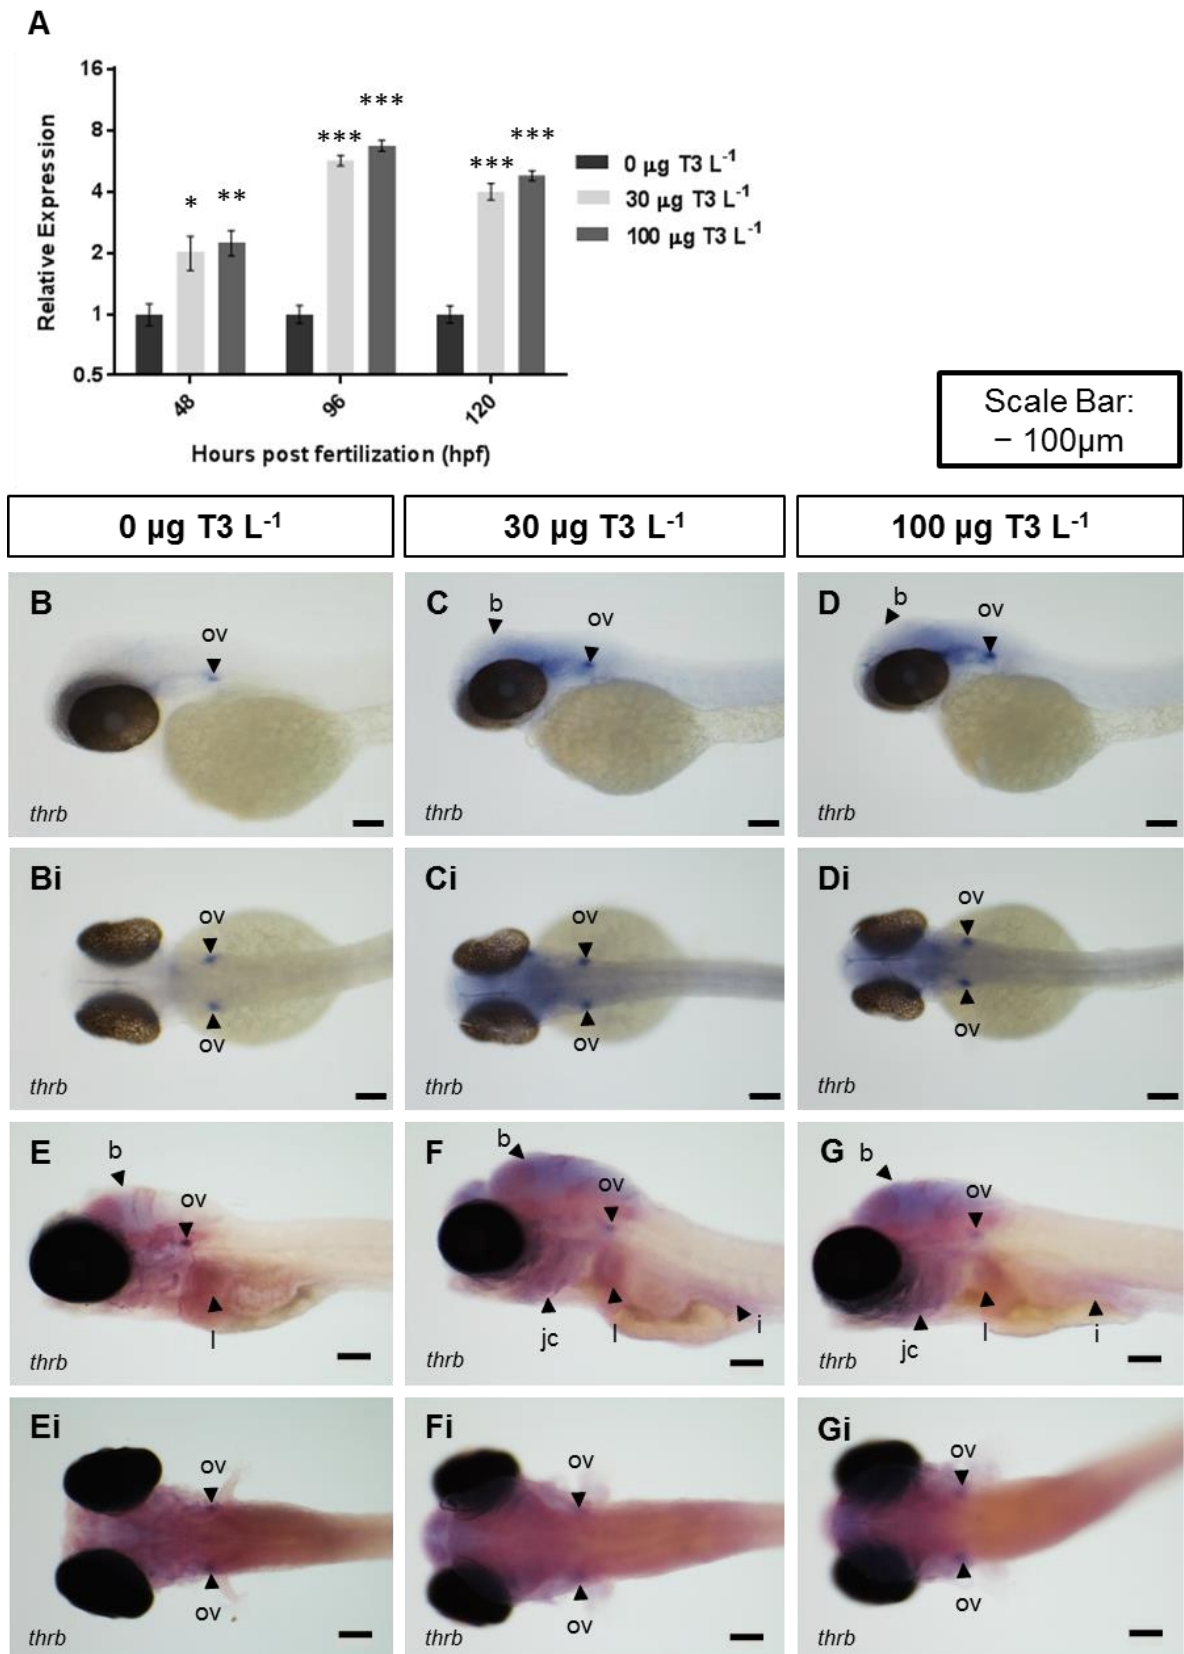 A
16
8
4
2
1
0.5
Relative Expression
*
**
***
***
***
***
48
96
120
Hours post fertilization (hpf)
0 µg T3 L-1
30 µg T3 L-1
100 µg T3 L-1
Scale Bar:
− 100µm
0 µg T3 L-1
30 µg T3 L-1
100 µg T3 L-1
B
ov
thrb
C
b
ov
thrb
D
b
ov
thrb
Bi
ov
ov
thrb
Ci
ov
ov
thrb
Di
ov
ov
thrb
E
b
ov
l
thrb
F
b
ov
jc
l
i
thrb
G
b
ov
jc
l
i
thrb
Ei
ov
ov
thrb
Fi
ov
ov
thrb
Gi
ov
ov
thrb